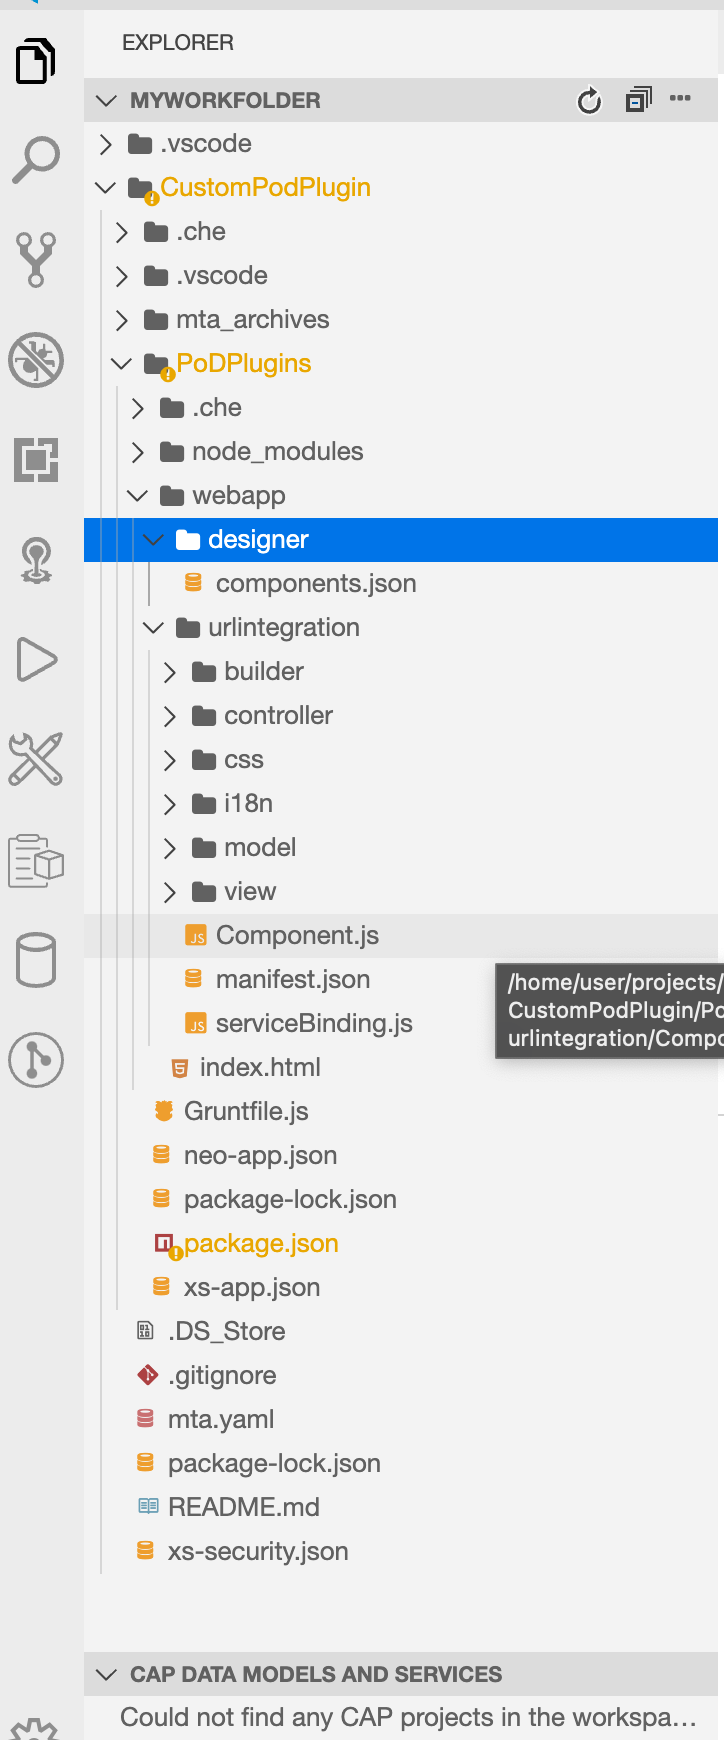 EXPLORER
MYWORKFOLDER
.vscode
CustomPodPlugin
.che
.vscode
mta_archives
PoDPlugins
.che
node_modules
webapp
designer
components.json
urlintegration
builder
controller
css
i18n
model
view
Component.js
manifest.json
/home/user/projects/
CustomPodPlugin/Po
serviceBinding.js
urlintegration/Compo
index.html
Gruntfile.js
neo-app.json
package-lock.json
package.json
xs-app.json
.DS_Store
.gitignore
mta.yaml
package-lock.json
README.md
xs-security.json
CAP DATA MODELS AND SERVICES
Could not find any CAP projects in the workspa...